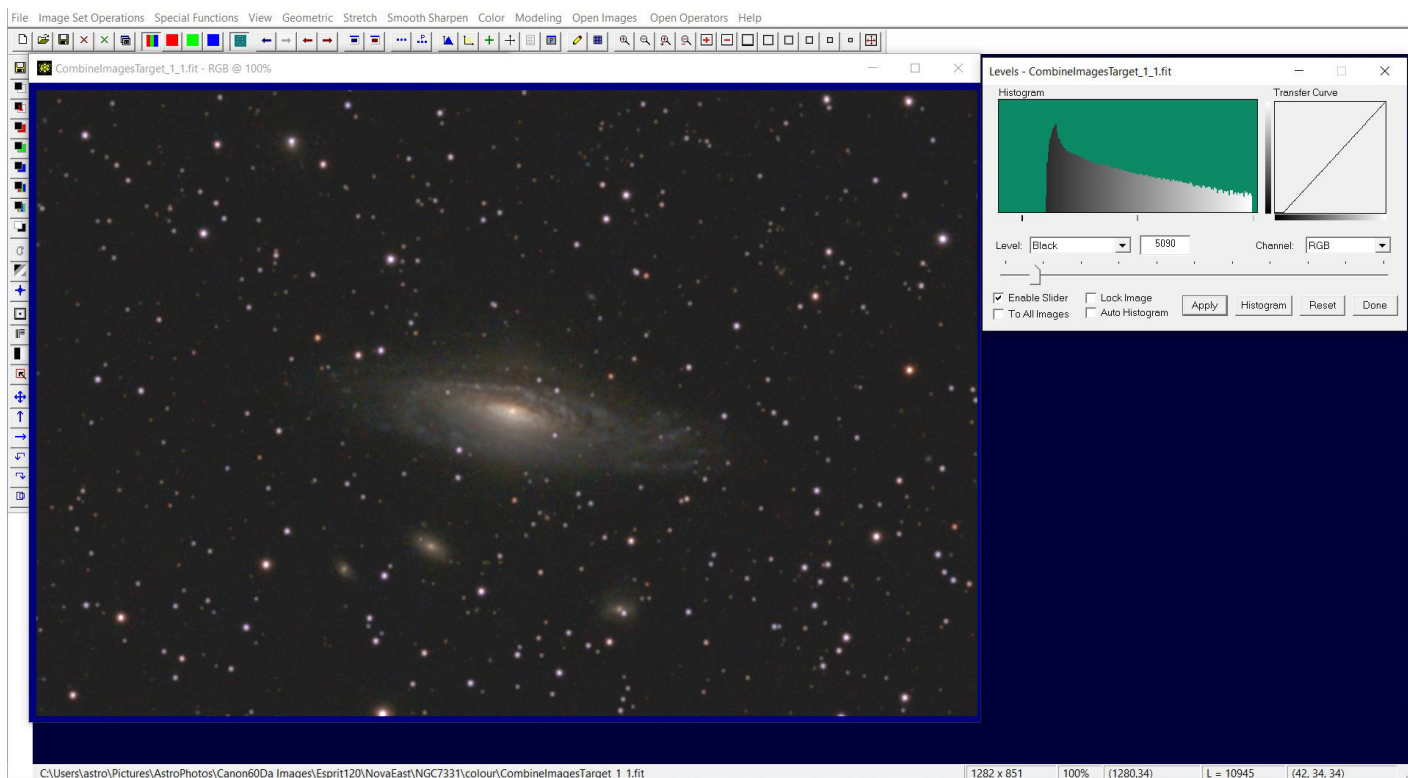 File Image Set Operations Special Functions View Geometric Stretch Smooth Sharpen Color Modeling Open Images Open Operators Help
CombineImagesTarget_1_1.fit - RGB @ 100%
Levels - CombineImagesTarget_1_1.fit
Histogram Transfer Curve
Level: Black 5090 Channel: RGB
Enable Slider Lock Image Apply Histogram Reset Done
To All Images Auto Histogram
C:\Users\astro\Pictures\AstroPhotos\Canon60Da Images\Esprit120\NovaEast\NGC7331\colour\CombineImagesTarget_1_1.fit 1282 x 851 100% (1280,34) L = 10945 (42, 34, 34)